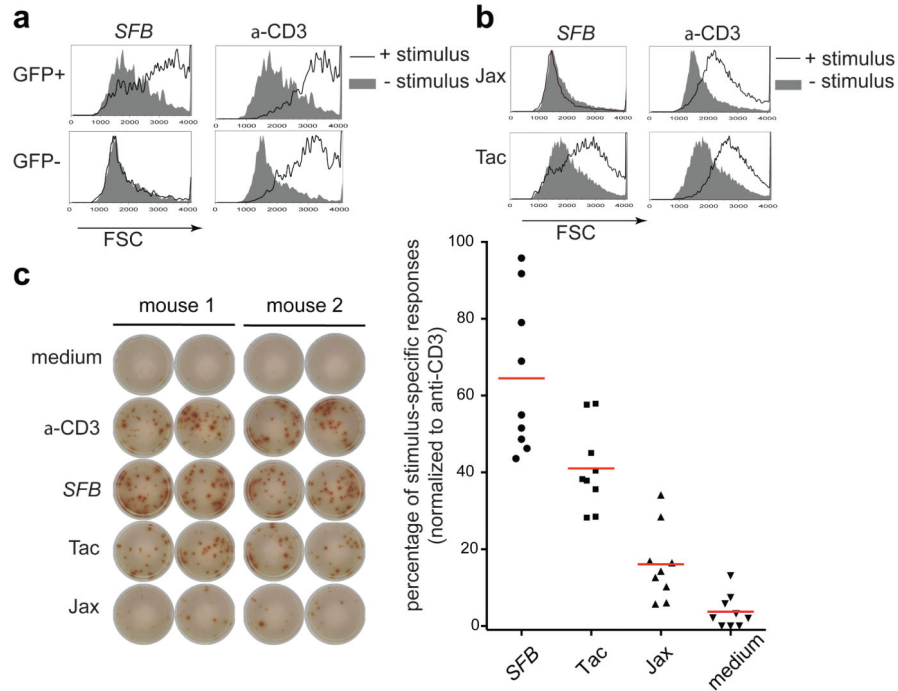 a
SFB a-CD3
GFP+
+ stimulus
- stimulus
0 1000 2000 3000 4000 0 1000 2000 3000 4000
GFP-
0 1000 2000 3000 4000 0 1000 2000 3000 4000
FSC
b
SFB a-CD3
Jax
+ stimulus
- stimulus
0 1000 2000 3000 4000 0 1000 2000 3000 4000
Tac
0 1000 2000 3000 4000 0 1000 2000 3000 4000
FSC
c
mouse 1 mouse 2
medium
a-CD3
SFB
Tac
Jax
percentage of stimulus-specific responses
(normalized to anti-CD3)
100
80
60
40
20
0
SFB Tac Jax medium